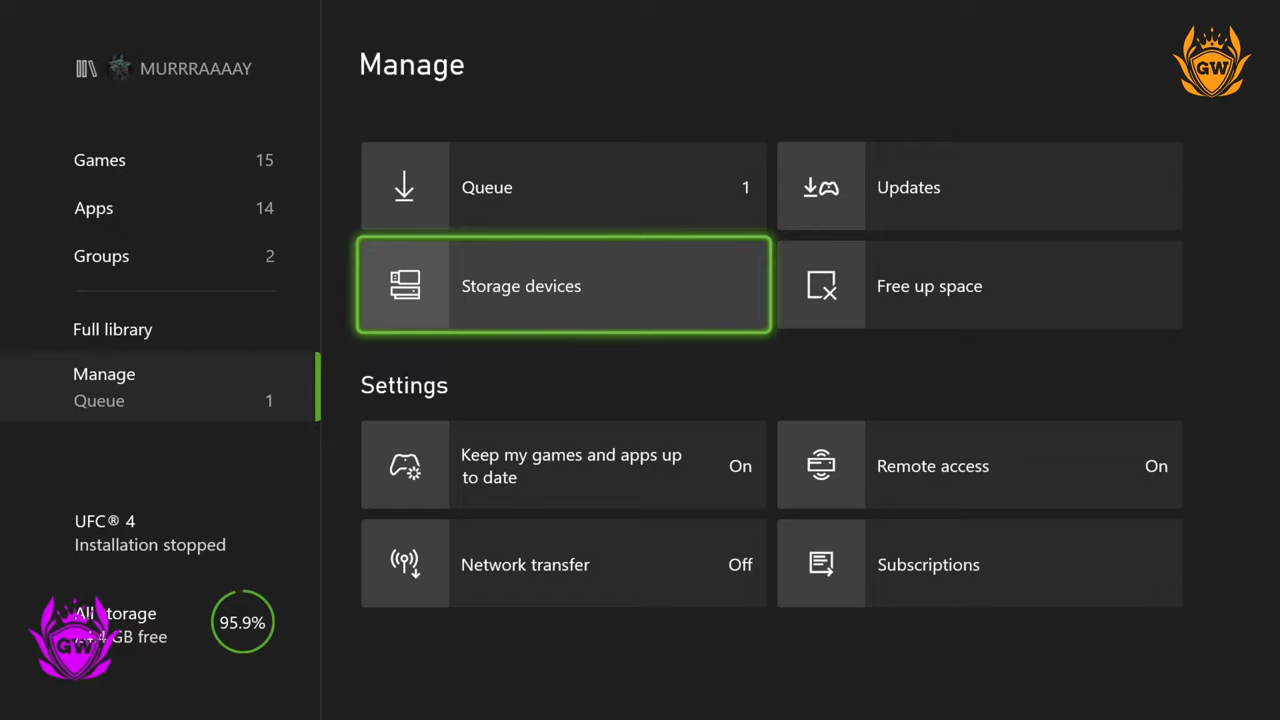 MURRRAAAAY
Manage
GW
Games 15
Apps 14
Groups 2
Full library
Manage
Queue 1
Queue 1
Updates
Storage devices
Free up space
Settings
Keep my games and apps up
to date
On
Remote access On
Network transfer Off
Subscriptions
UFC® 4
Installation stopped
All storage
GB free
95.9%
GW